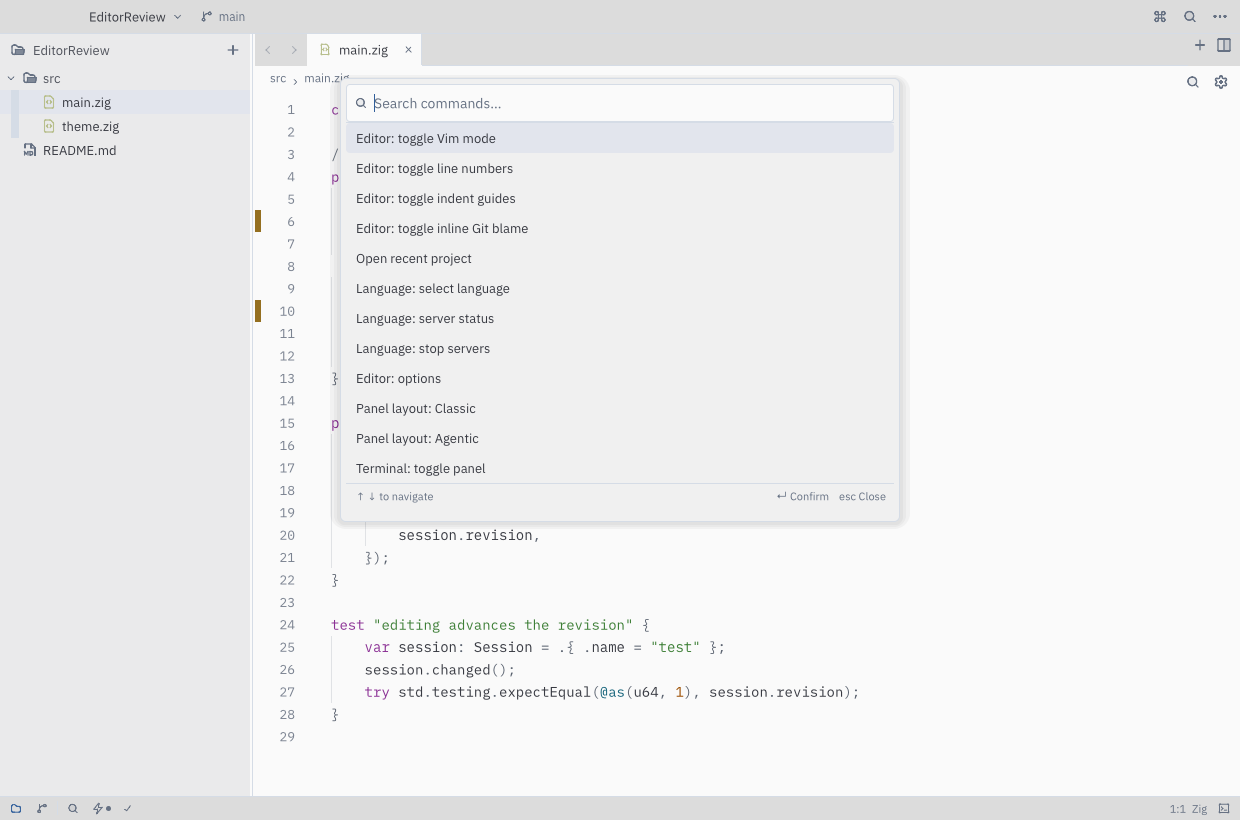 EditorReview
main
EditorReview
src
main.zig
theme.zig
README.md
main.zig
src › main.zig
Search commands...
Editor: toggle Vim mode
Editor: toggle line numbers
Editor: toggle indent guides
Editor: toggle inline Git blame
Open recent project
Language: select language
Language: server status
Language: stop servers
Editor: options
Panel layout: Classic
Panel layout: Agentic
Terminal: toggle panel
↑ ↓ to navigate
↵ Confirm esc Close
1 c
2
3 /
4 p
5
6
7
8
9
10
11
12
13 }
14
15 p
16
17
18
19
20 session.revision,
21 });
22 }
23
24 test "editing advances the revision" {
25 var session: Session = .{ .name = "test" };
26 session.changed();
27 try std.testing.expectEqual(@as(u64, 1), session.revision);
28 }
29
1:1 Zig